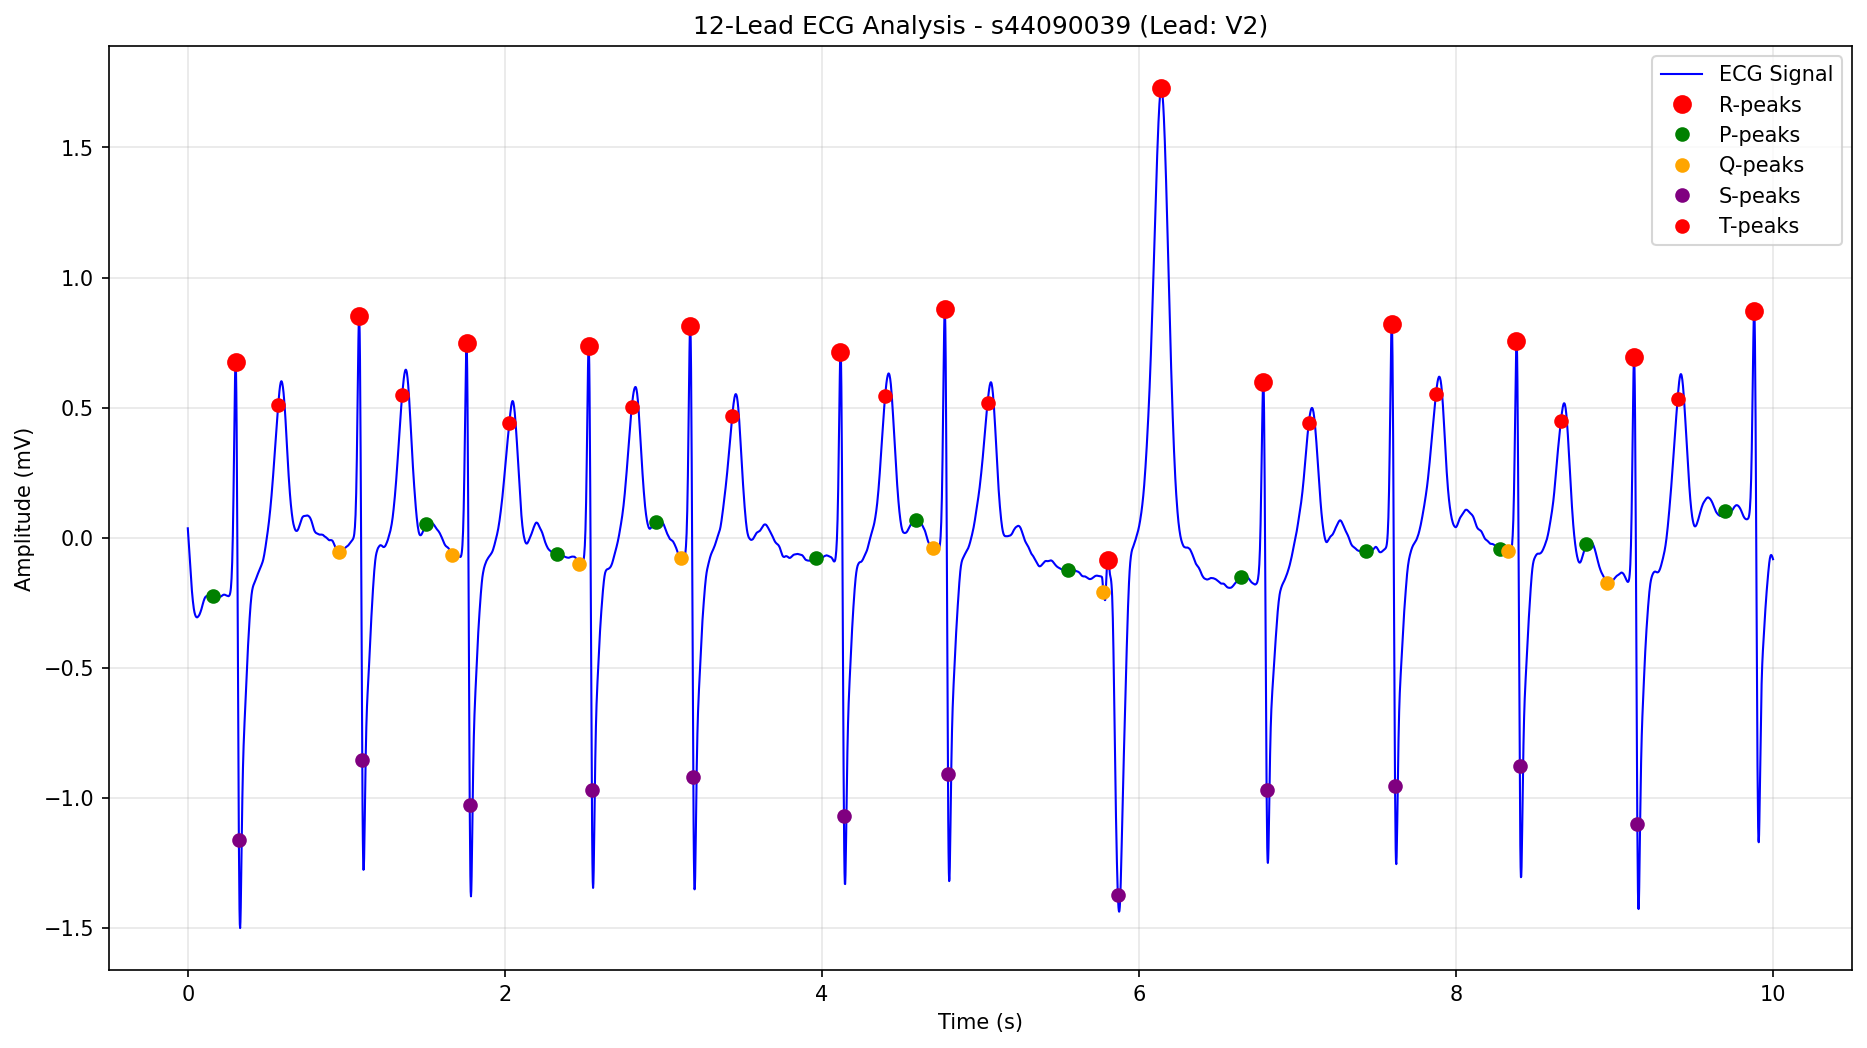 12-Lead ECG Analysis - s44090039 (Lead: V2)
ECG Signal
R-peaks
P-peaks
Q-peaks
S-peaks
T-peaks
Amplitude (mV)
1.5
1.0
0.5
0.0
−0.5
−1.0
−1.5
0 2 4 6 8 10
Time (s)